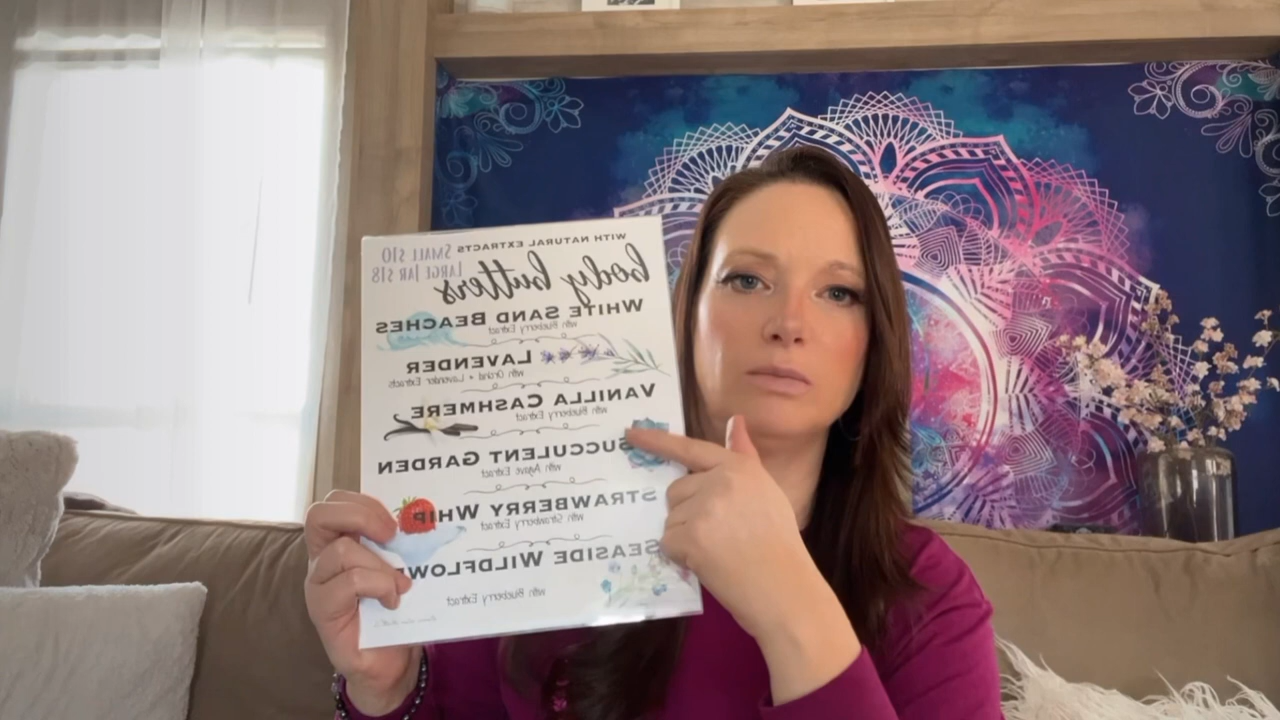 WITH NATURAL EXTRACTS
SMALL $10
LARGE JAR $18
body butters
WHITE SAND BEACHES
with Blueberry Extract
LAVENDER
with Orchid + Lavender Extracts
VANILLA CASHMERE
with Blueberry Extract
SUCCULENT GARDEN
with Agave Extract
STRAWBERRY WHIP
with Strawberry Extract
SEASIDE WILDFLOW
with Blueberry Extract